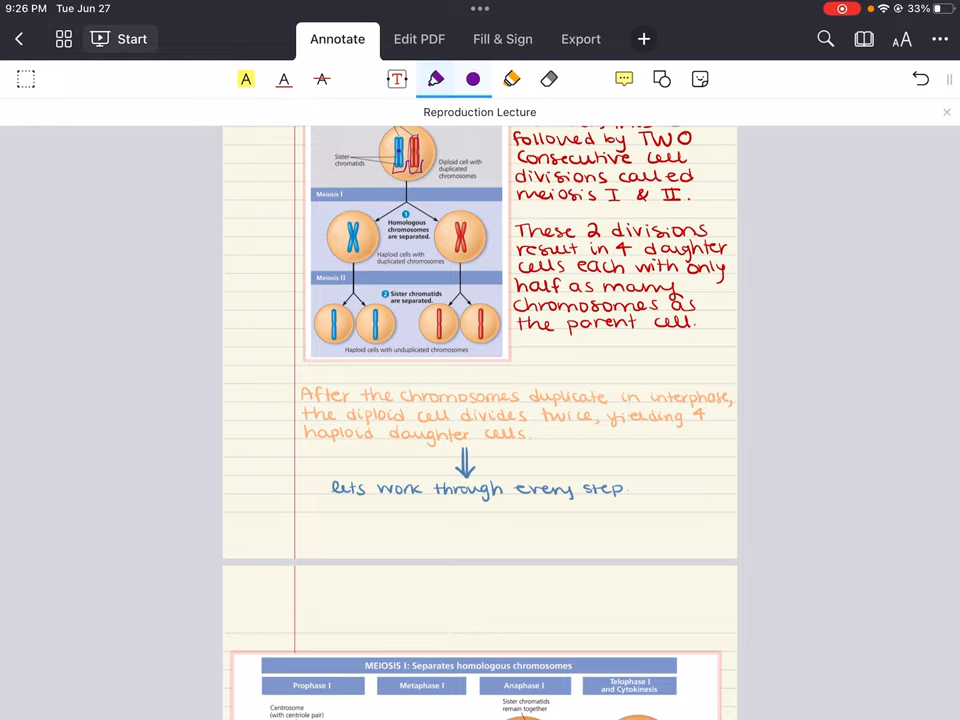 9:26 PM Tue Jun 27
33%
Start
Annotate
Edit PDF
Fill & Sign
Export
Reproduction Lecture
followed by TWO
consecutive cell
divisions called
meiosis I & II.
These 2 divisions
result in 4 daughter
cells each with only
half as many
chromosomes as
the parent cell.
Sister
chromatids
Diploid cell with
duplicated
chromosomes
Meiosis I
1
Homologous
chromosomes
are separated.
Haploid cells with
duplicated chromosomes
Meiosis II
2 Sister chromatids
are separated.
Haploid cells with unduplicated chromosomes
After the chromosomes duplicate in interphase,
the diploid cell divides twice, yielding 4
haploid daughter cells.
lets work through every step
MEIOSIS I: Separates homologous chromosomes
Prophase I
Metaphase I
Anaphase I
Telophase I
and Cytokinesis
Centrosome
(with centriole pair)
Sister chromatids
remain together